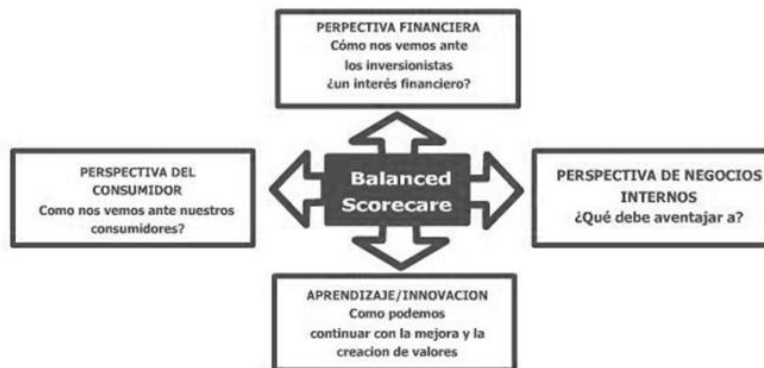 PERPECTIVA FINANCIERA
Cómo nos vemos ante
los inversionistas
¿un interés financiero?
PERSPECTIVA DEL
CONSUMIDOR
Como nos vemos ante nuestros
consumidores?
Balanced
Scorecare
PERSPECTIVA DE NEGOCIOS
INTERNOS
¿Qué debe aventajar a?
APRENDIZAJE/INNOVACION
Como podemos
continuar con la mejora y la
creacion de valores